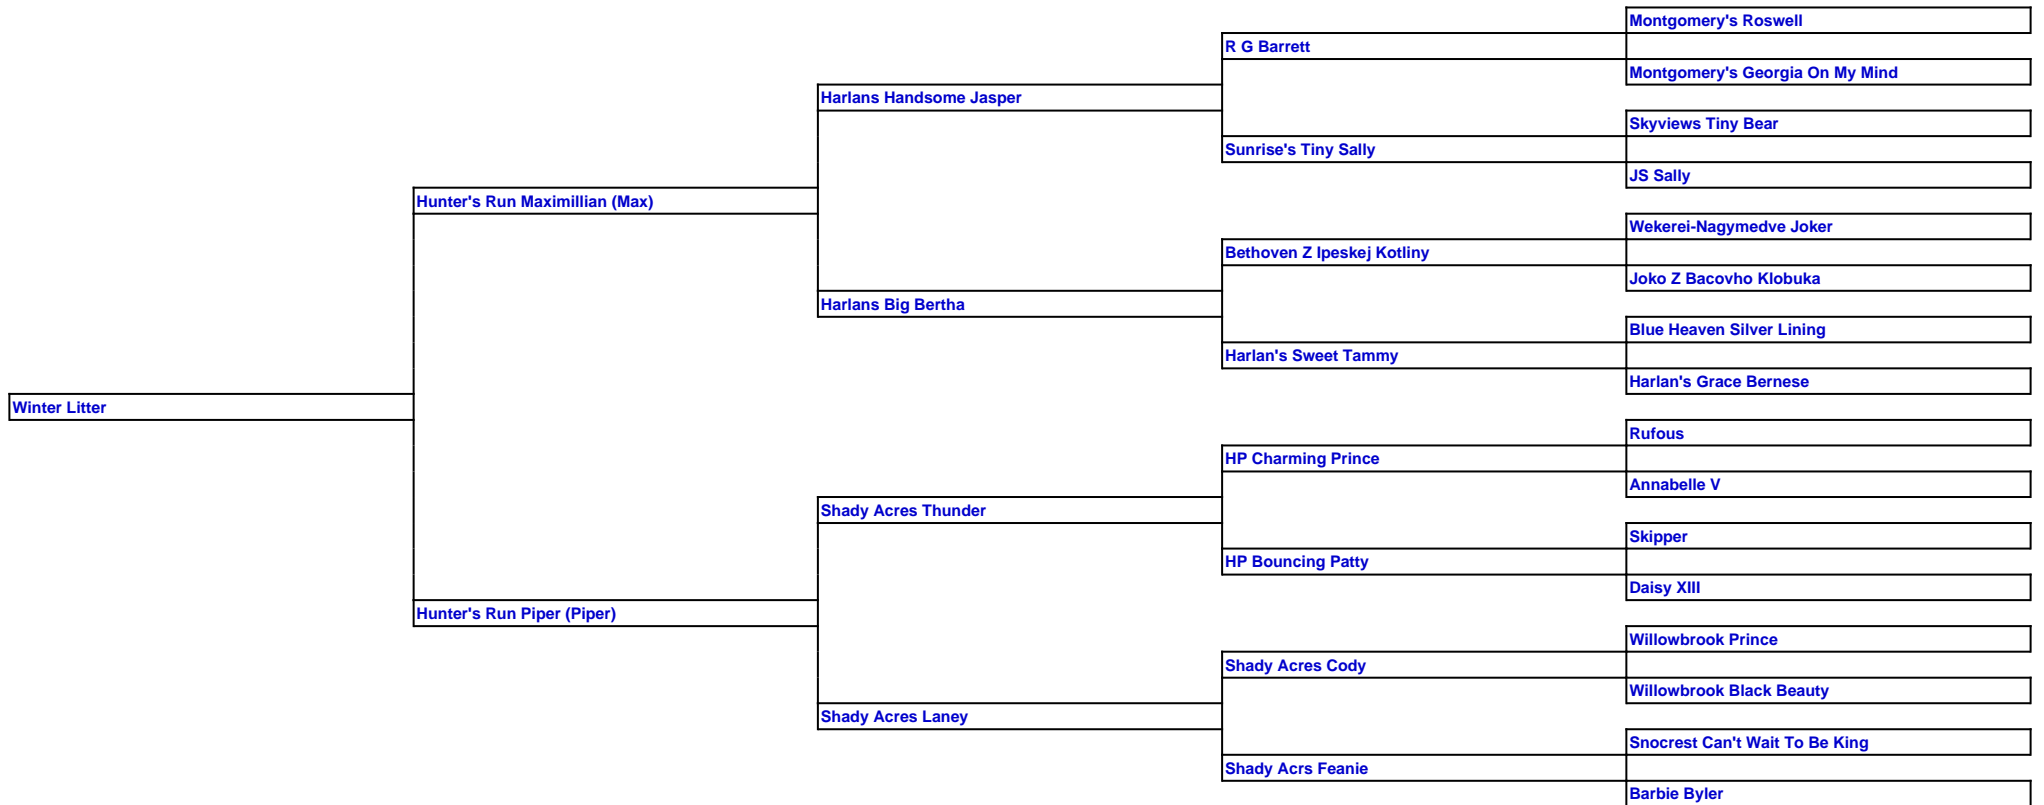 Montgomery's Roswell
R G Barrett
Montgomery's Georgia On My Mind
Harlans Handsome Jasper
Skyviews Tiny Bear
Sunrise's Tiny Sally
JS Sally
Hunter's Run Maximillian (Max)
Wekerei-Nagymedve Joker
Bethoven Z Ipeskej Kotliny
Joko Z Bacovho Klobuka
Harlans Big Bertha
Blue Heaven Silver Lining
Harlan's Sweet Tammy
Harlan's Grace Bernese
Winter Litter
Rufous
HP Charming Prince
Annabelle V
Shady Acres Thunder
Skipper
HP Bouncing Patty
Daisy XIII
Hunter's Run Piper (Piper)
Willowbrook Prince
Shady Acres Cody
Willowbrook Black Beauty
Shady Acres Laney
Snocrest Can't Wait To Be King
Shady Acrs Feanie
Barbie Byler